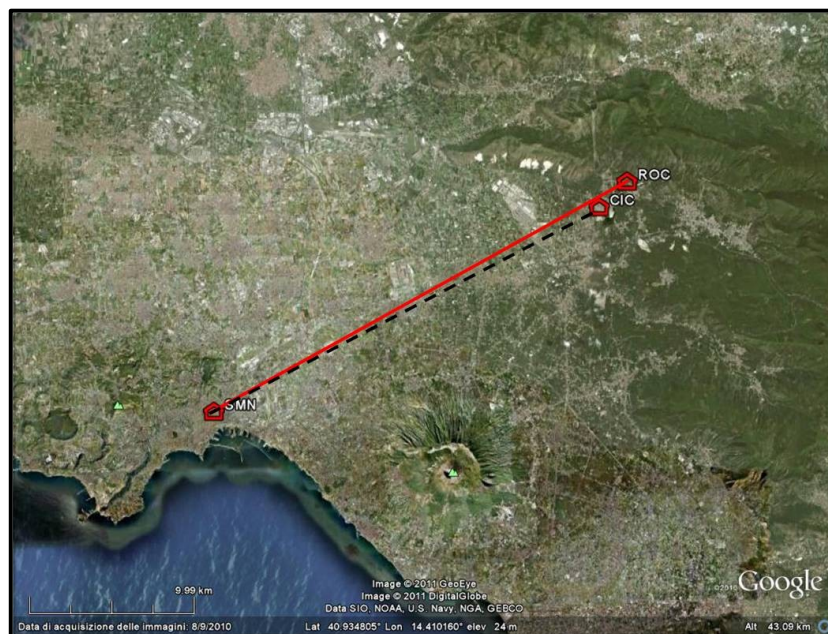 ROC
CIC
SMN
9.99 km
Image © 2011 GeoEye
Image © 2011 DigitalGlobe
Data SIO, NOAA, U.S. Navy, NGA, GEBCO
©2010 Google
Data di acquisizione delle immagini: 8/9/2010 Lat 40.934805° Lon 14.410160° elev 24 m Alt 43.09 km